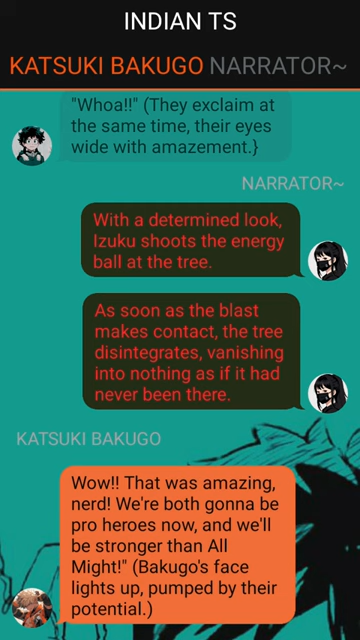 INDIAN TS
KATSUKI BAKUGO NARRATOR~
"Whoa!!" (They exclaim at
the same time, their eyes
wide with amazement.}
NARRATOR~
With a determined look,
Izuku shoots the energy
ball at the tree.
As soon as the blast
makes contact, the tree
disintegrates, vanishing
into nothing as if it had
never been there.
KATSUKI BAKUGO
Wow!! That was amazing,
nerd! We're both gonna be
pro heroes now, and we'll
be stronger than All
Might!" (Bakugo's face
lights up, pumped by their
potential.)